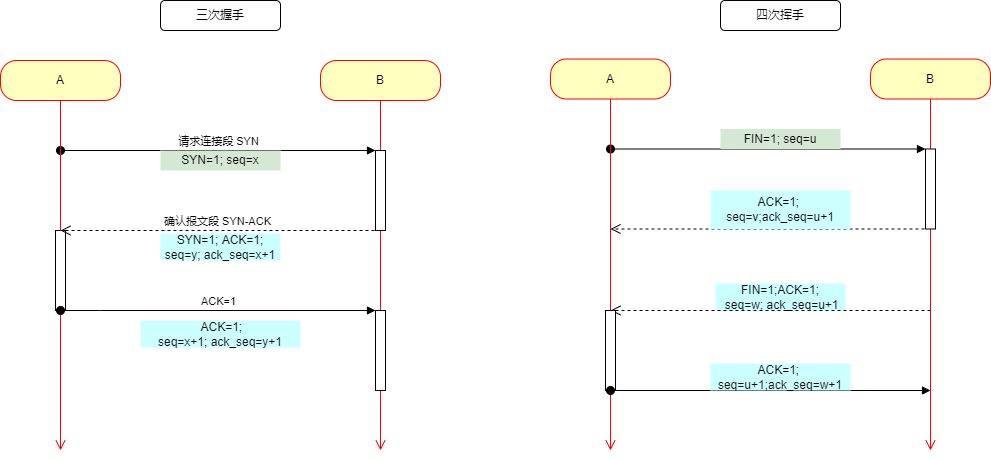 三次握手
A
B
请求连接段 SYN
SYN=1; seq=x
确认报文段 SYN-ACK
SYN=1; ACK=1;
seq=y; ack_seq=x+1
ACK=1
ACK=1;
seq=x+1; ack_seq=y+1
四次挥手
A
B
FIN=1; seq=u
ACK=1;
seq=v;ack_seq=u+1
FIN=1;ACK=1;
seq=w; ack_seq=u+1
ACK=1;
seq=u+1;ack_seq=w+1